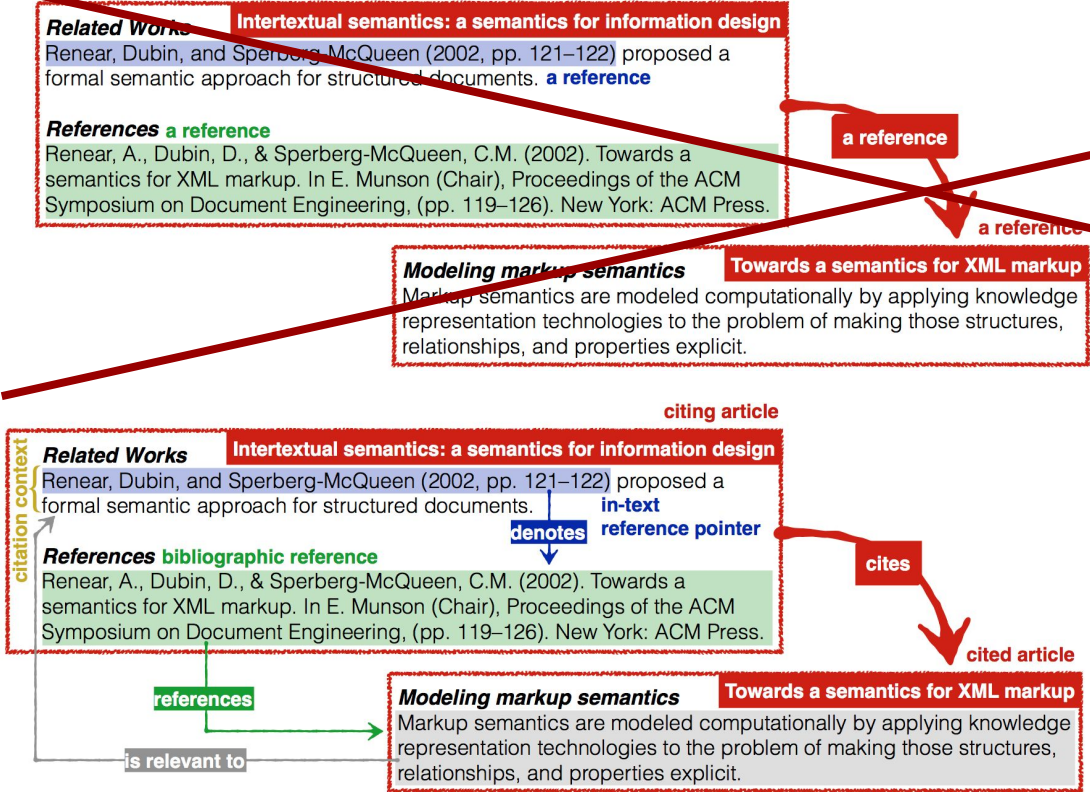 Related Works
Intertextual semantics: a semantics for information design
Renear, Dubin, and Sperberg-McQueen (2002, pp. 121–122) proposed a
formal semantic approach for structured documents. a reference
a reference
References a reference
Renear, A., Dubin, D., & Sperberg-McQueen, C.M. (2002). Towards a
semantics for XML markup. In E. Munson (Chair), Proceedings of the ACM
Symposium on Document Engineering, (pp. 119–126). New York: ACM Press.
a reference
Modeling markup semantics
Towards a semantics for XML markup
Markup semantics are modeled computationally by applying knowledge
representation technologies to the problem of making those structures,
relationships, and properties explicit.
citing article
citation context
Related Works
Intertextual semantics: a semantics for information design
Renear, Dubin, and Sperberg-McQueen (2002, pp. 121–122) proposed a
formal semantic approach for structured documents.
in-text
reference pointer
denotes
References bibliographic reference
cites
Renear, A., Dubin, D., & Sperberg-McQueen, C.M. (2002). Towards a
semantics for XML markup. In E. Munson (Chair), Proceedings of the ACM
Symposium on Document Engineering, (pp. 119–126). New York: ACM Press.
cited article
references
Modeling markup semantics
Towards a semantics for XML markup
Markup semantics are modeled computationally by applying knowledge
representation technologies to the problem of making those structures,
relationships, and properties explicit.
is relevant to